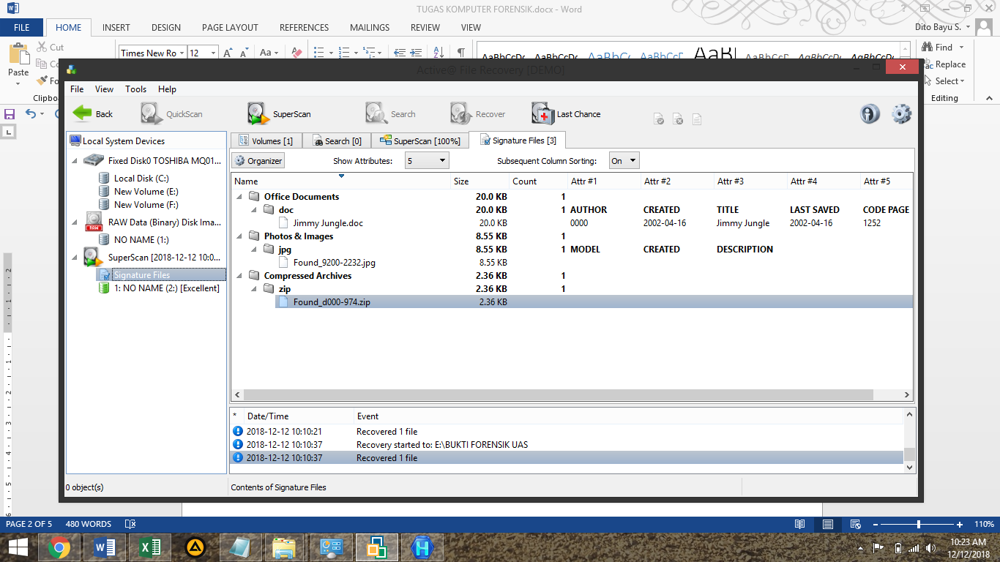 TUGAS KOMPUTER FORENSIK.docx - Word
FILE HOME INSERT DESIGN PAGE LAYOUT REFERENCES MAILINGS REVIEW VIEW Dito Bayu S.
Cut
Times New Ro 12 Aa
Find
Paste
Replace
Select
Editing
Active@ File Recovery [DEMO]
File View Tools Help
Back QuickScan SuperScan Search Recover Last Chance
Local System Devices
Fixed Disk0 TOSHIBA MQ01...
Local Disk (C:)
New Volume (E:)
New Volume (F:)
RAW Data (Binary) Disk Ima...
NO NAME (1:)
SuperScan [2018-12-12 10:0...
Signature Files
1: NO NAME (2:) [Excellent]
0 object(s)
Volumes [1] Search [0] SuperScan [100%] Signature Files [3]
Organizer Show Attributes: 5 Subsequent Column Sorting: On
Name Size Count Attr #1 Attr #2 Attr #3 Attr #4 Attr #5
Office Documents 20.0 KB 1
doc 20.0 KB 1 AUTHOR CREATED TITLE LAST SAVED CODE PAGE
Jimmy Jungle.doc 20.0 KB 0000 2002-04-16 Jimmy Jungle 2002-04-16 1252
Photos & Images 8.55 KB 1
jpg 8.55 KB 1 MODEL CREATED DESCRIPTION
Found_9200-2232.jpg 8.55 KB
Compressed Archives 2.36 KB 1
zip 2.36 KB 1
Found_d000-974.zip 2.36 KB
* Date/Time Event
2018-12-12 10:10:21 Recovered 1 file
2018-12-12 10:10:37 Recovery started to: E:\BUKTI FORENSIK UAS
2018-12-12 10:10:37 Recovered 1 file
Contents of Signature Files
PAGE 2 OF 5 480 WORDS 110%
10:23 AM
12/12/2018